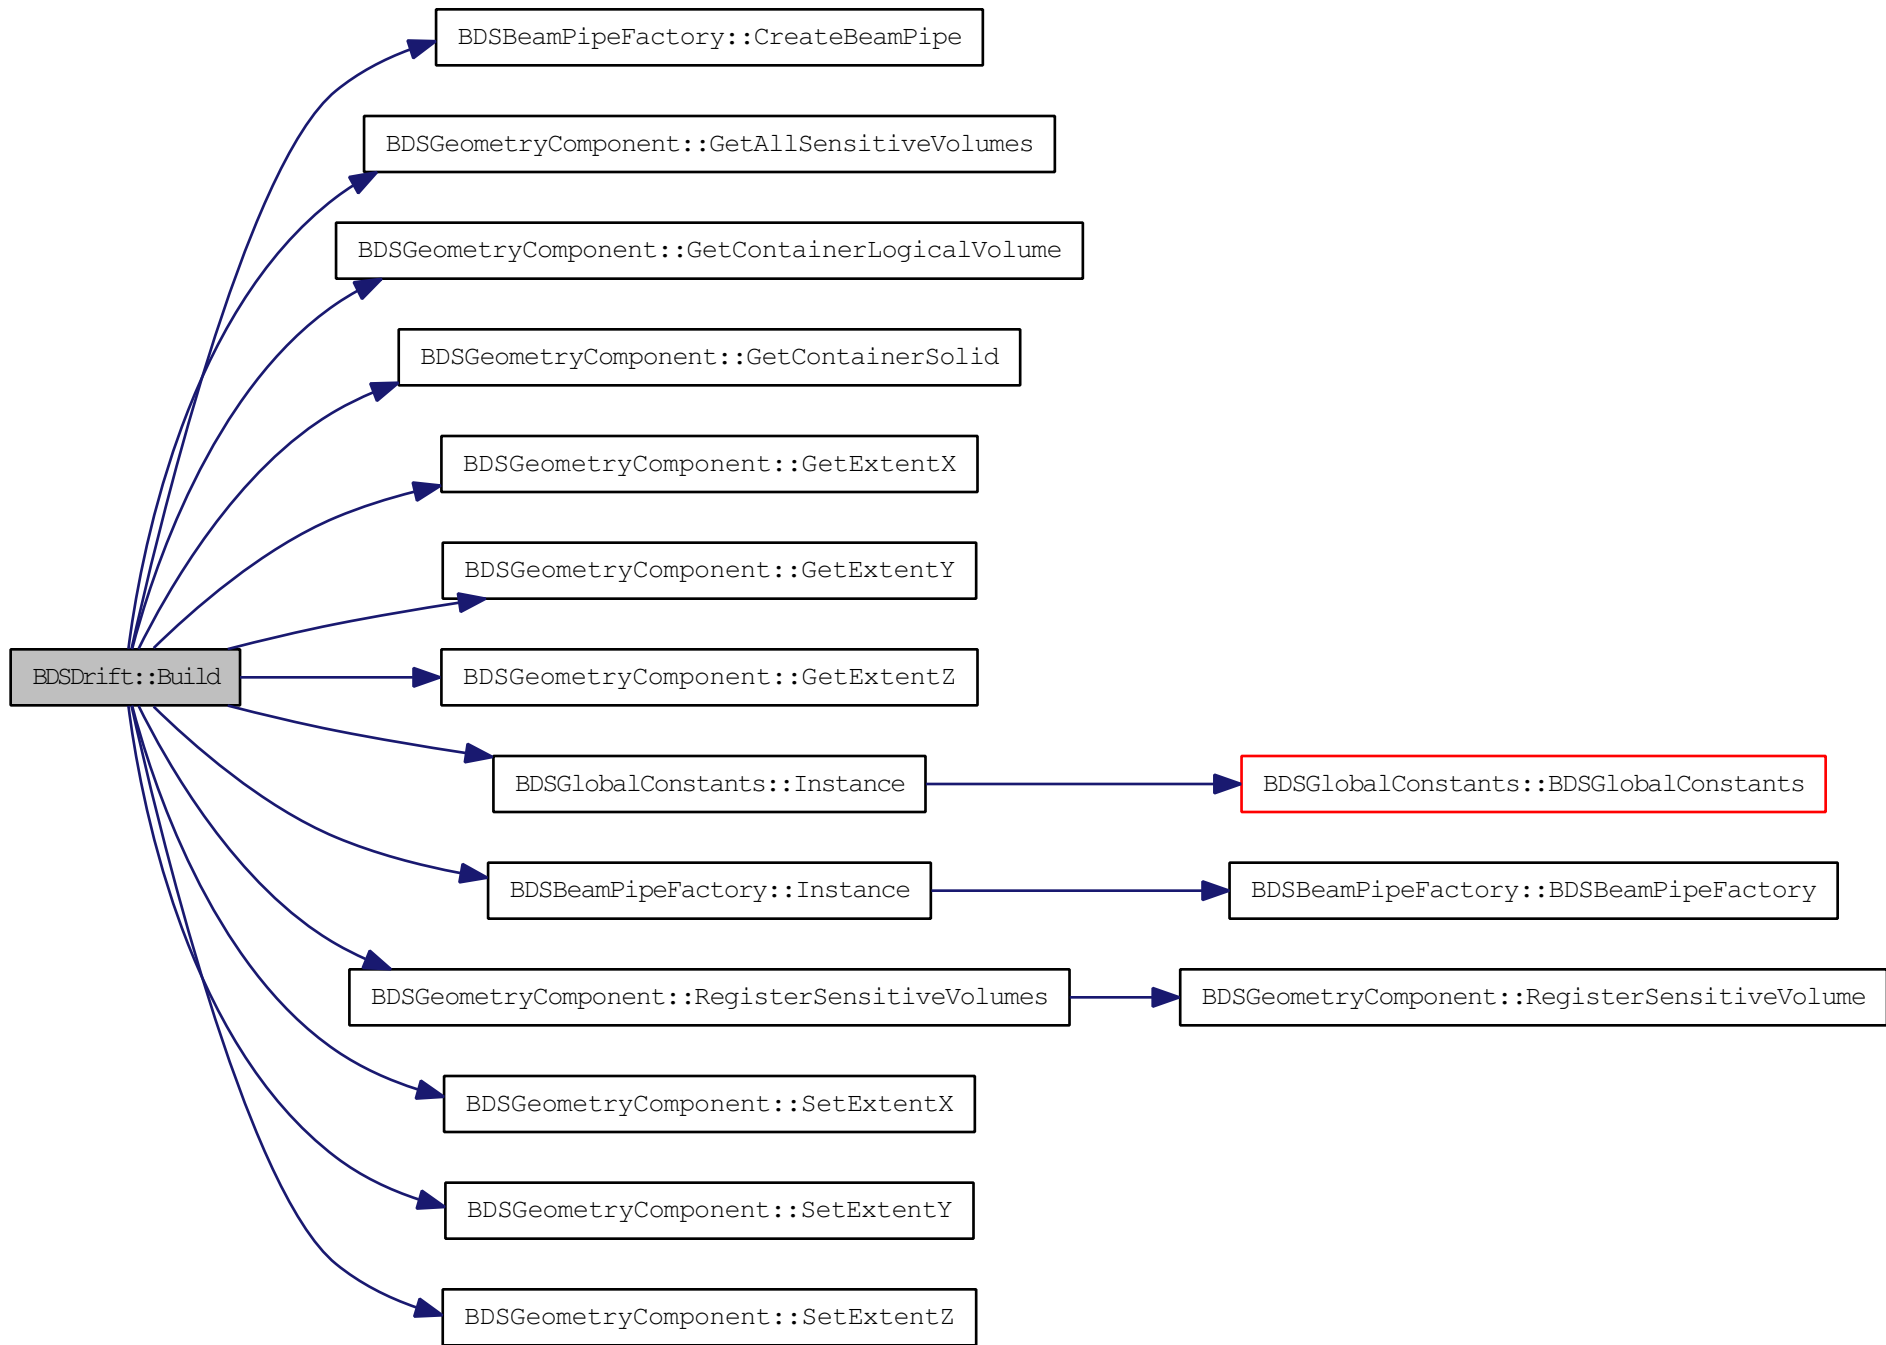 BDSBeamPipeFactory::CreateBeamPipe
BDSGeometryComponent::GetAllSensitiveVolumes
BDSGeometryComponent::GetContainerLogicalVolume
BDSGeometryComponent::GetContainerSolid
BDSGeometryComponent::GetExtentX
BDSGeometryComponent::GetExtentY
BDSDrift::Build
BDSGeometryComponent::GetExtentZ
BDSGlobalConstants::Instance
BDSGlobalConstants::BDSGlobalConstants
BDSBeamPipeFactory::Instance
BDSBeamPipeFactory::BDSBeamPipeFactory
BDSGeometryComponent::RegisterSensitiveVolumes
BDSGeometryComponent::RegisterSensitiveVolume
BDSGeometryComponent::SetExtentX
BDSGeometryComponent::SetExtentY
BDSGeometryComponent::SetExtentZ